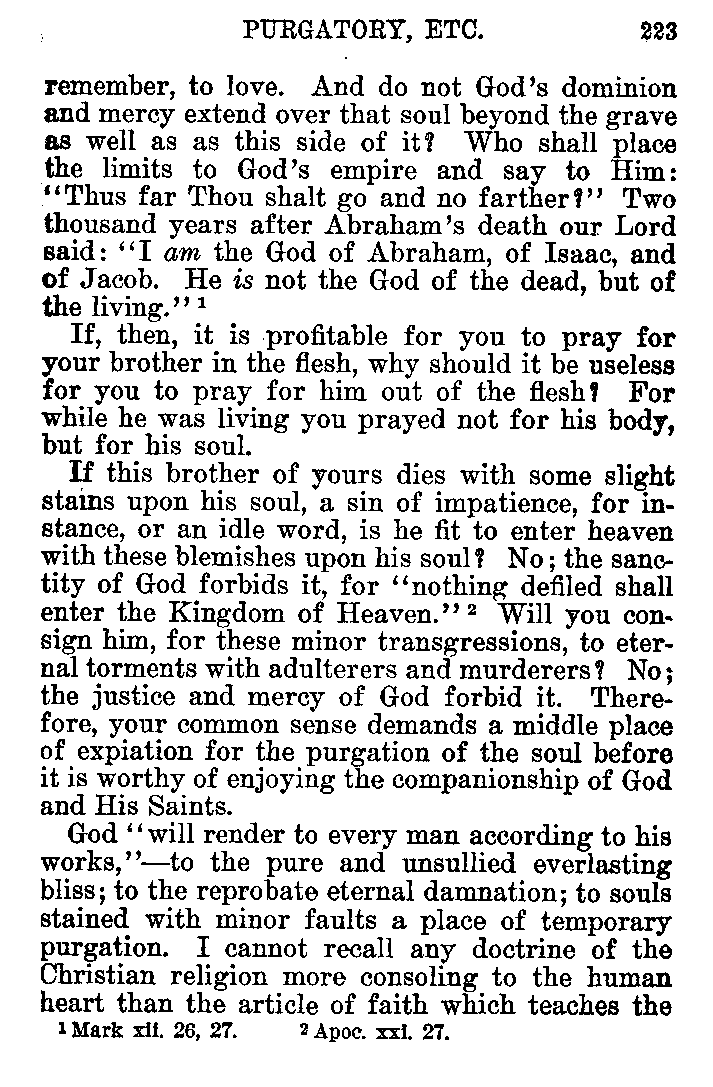 PURGATORY, ETC. 223
remember, to love. And do not God's dominion
and mercy extend over that soul beyond the grave
as well as as this side of it? Who shall place
the limits to God's empire and say to Him:
"Thus far Thou shalt go and no farther?" Two
thousand years after Abraham's death our Lord
said: "I am the God of Abraham, of Isaac, and
of Jacob. He is not the God of the dead, but of
the living." 1
If, then, it is profitable for you to pray for
your brother in the flesh, why should it be useless
for you to pray for him out of the flesh? For
while he was living you prayed not for his body,
but for his soul.
If this brother of yours dies with some slight
stains upon his soul, a sin of impatience, for in-
stance, or an idle word, is he fit to enter heaven
with these blemishes upon his soul? No; the sanc-
tity of God forbids it, for "nothing defiled shall
enter the Kingdom of Heaven." 2 Will you con-
sign him, for these minor transgressions, to eter-
nal torments with adulterers and murderers? No;
the justice and mercy of God forbid it. There-
fore, your common sense demands a middle place
of expiation for the purgation of the soul before
it is worthy of enjoying the companionship of God
and His Saints.
God "will render to every man according to his
works,"—to the pure and unsullied everlasting
bliss; to the reprobate eternal damnation; to souls
stained with minor faults a place of temporary
purgation. I cannot recall any doctrine of the
Christian religion more consoling to the human
heart than the article of faith which teaches the
1 Mark xii. 26, 27. 2 Apoc. xxi. 27.